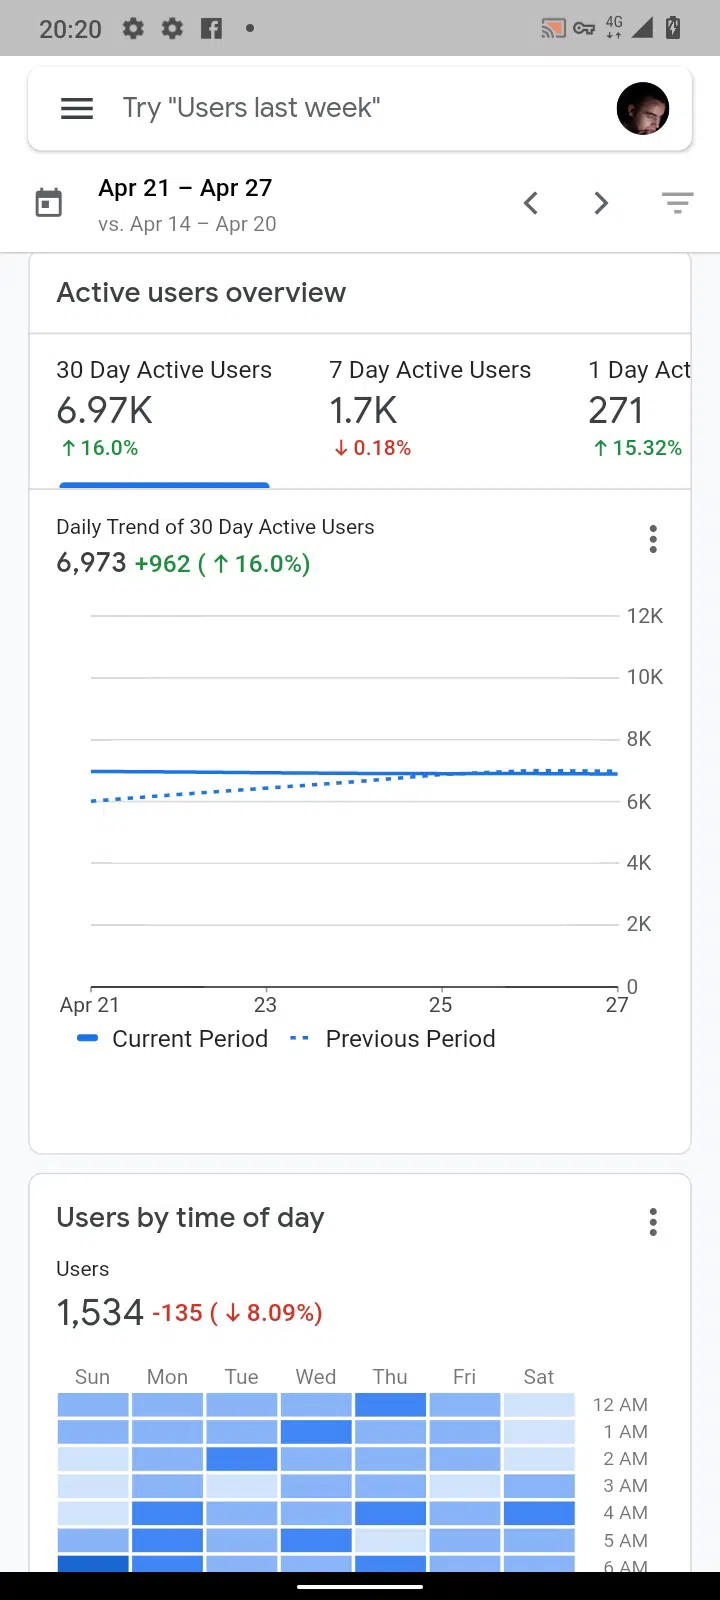 20:20
4G
Try "Users last week"
Apr 21 – Apr 27
vs. Apr 14 – Apr 20
Active users overview
30 Day Active Users 7 Day Active Users 1 Day Act
6.97K 1.7K 271
↑ 16.0% ↓ 0.18% ↑ 15.32%
Daily Trend of 30 Day Active Users
6,973 +962 ( ↑ 16.0%)
12K
10K
8K
6K
4K
2K
0
Apr 21 23 25 27
Current Period Previous Period
Users by time of day
Users
1,534 -135 ( ↓ 8.09%)
Sun Mon Tue Wed Thu Fri Sat
12 AM
1 AM
2 AM
3 AM
4 AM
5 AM
6 AM